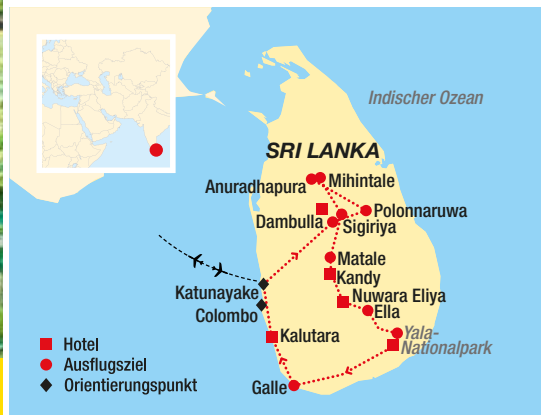 Indischer Ozean
SRI LANKA
Anuradhapura
Mihintale
Dambulla
Polonnaruwa
Sigiriya
Matale
Kandy
Katunayake
Colombo
Nuwara Eliya
Ella
Kalutara
Yala-
Nationalpark
Galle
Hotel
Ausflugsziel
Orientierungspunkt